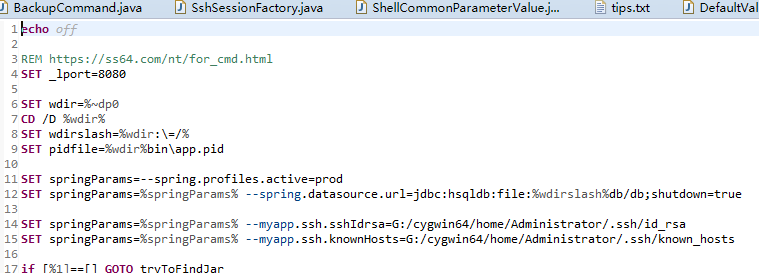 BackupCommand.java SshSessionFactory.java ShellCommonParameterValue.j... tips.txt DefaultVal
1 echo off
2
3 REM https://ss64.com/nt/for_cmd.html
4 SET _lport=8080
5
6 SET wdir=%~dp0
7 CD /D %wdir%
8 SET wdirslash=%wdir:\=/%
9 SET pidfile=%wdir%bin\app.pid
10
11 SET springParams=--spring.profiles.active=prod
12 SET springParams=%springParams% --spring.datasource.url=jdbc:hsqldb:file:%wdirslash%db/db;shutdown=true
13
14 SET springParams=%springParams% --myapp.ssh.sshIdrsa=G:/cygwin64/home/Administrator/.ssh/id_rsa
15 SET springParams=%springParams% --myapp.ssh.knownHosts=G:/cygwin64/home/Administrator/.ssh/known_hosts
16
17 if [%1]==[] GOTO tryToFindJar